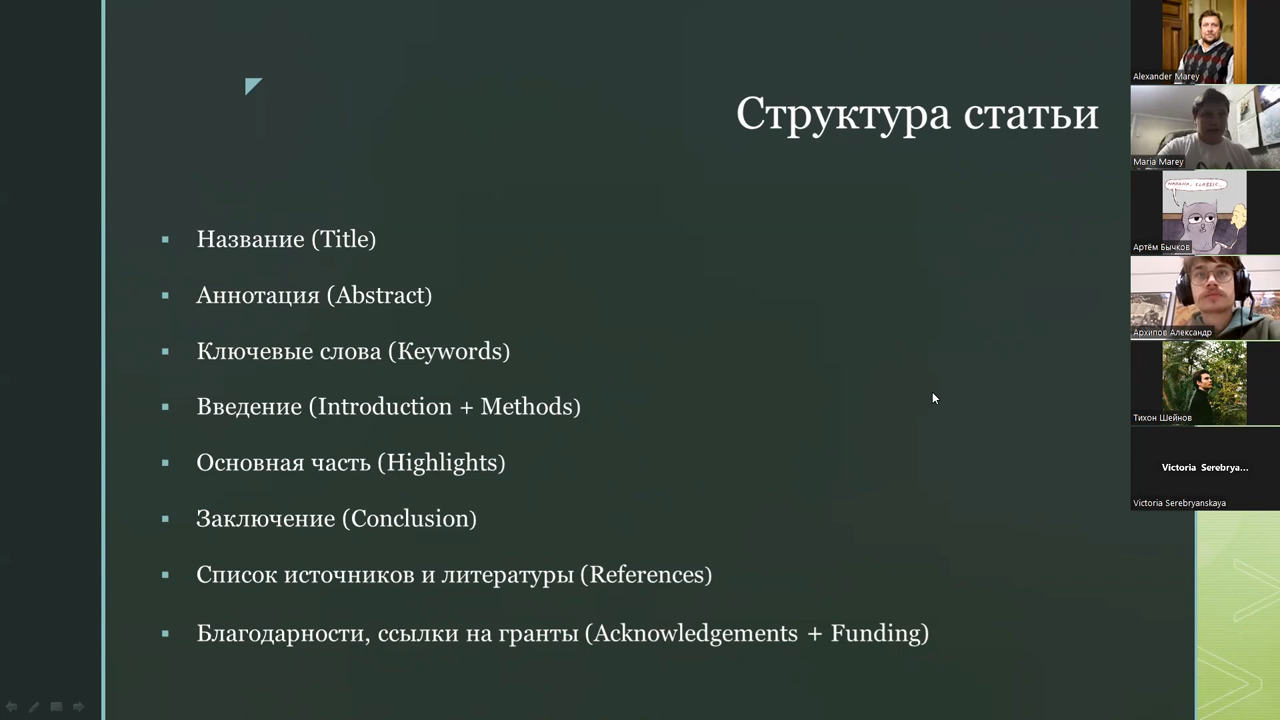 Структура статьи
Название (Title)
Аннотация (Abstract)
Ключевые слова (Keywords)
Введение (Introduction + Methods)
Основная часть (Highlights)
Заключение (Conclusion)
Список источников и литературы (References)
Благодарности, ссылки на гранты (Acknowledgements + Funding)
Alexander Marey
Maria Marey
Артём Бычков
Архипов Александр
Тихон Шейнов
Victoria Serebrya...
Victoria Serebryanskaya